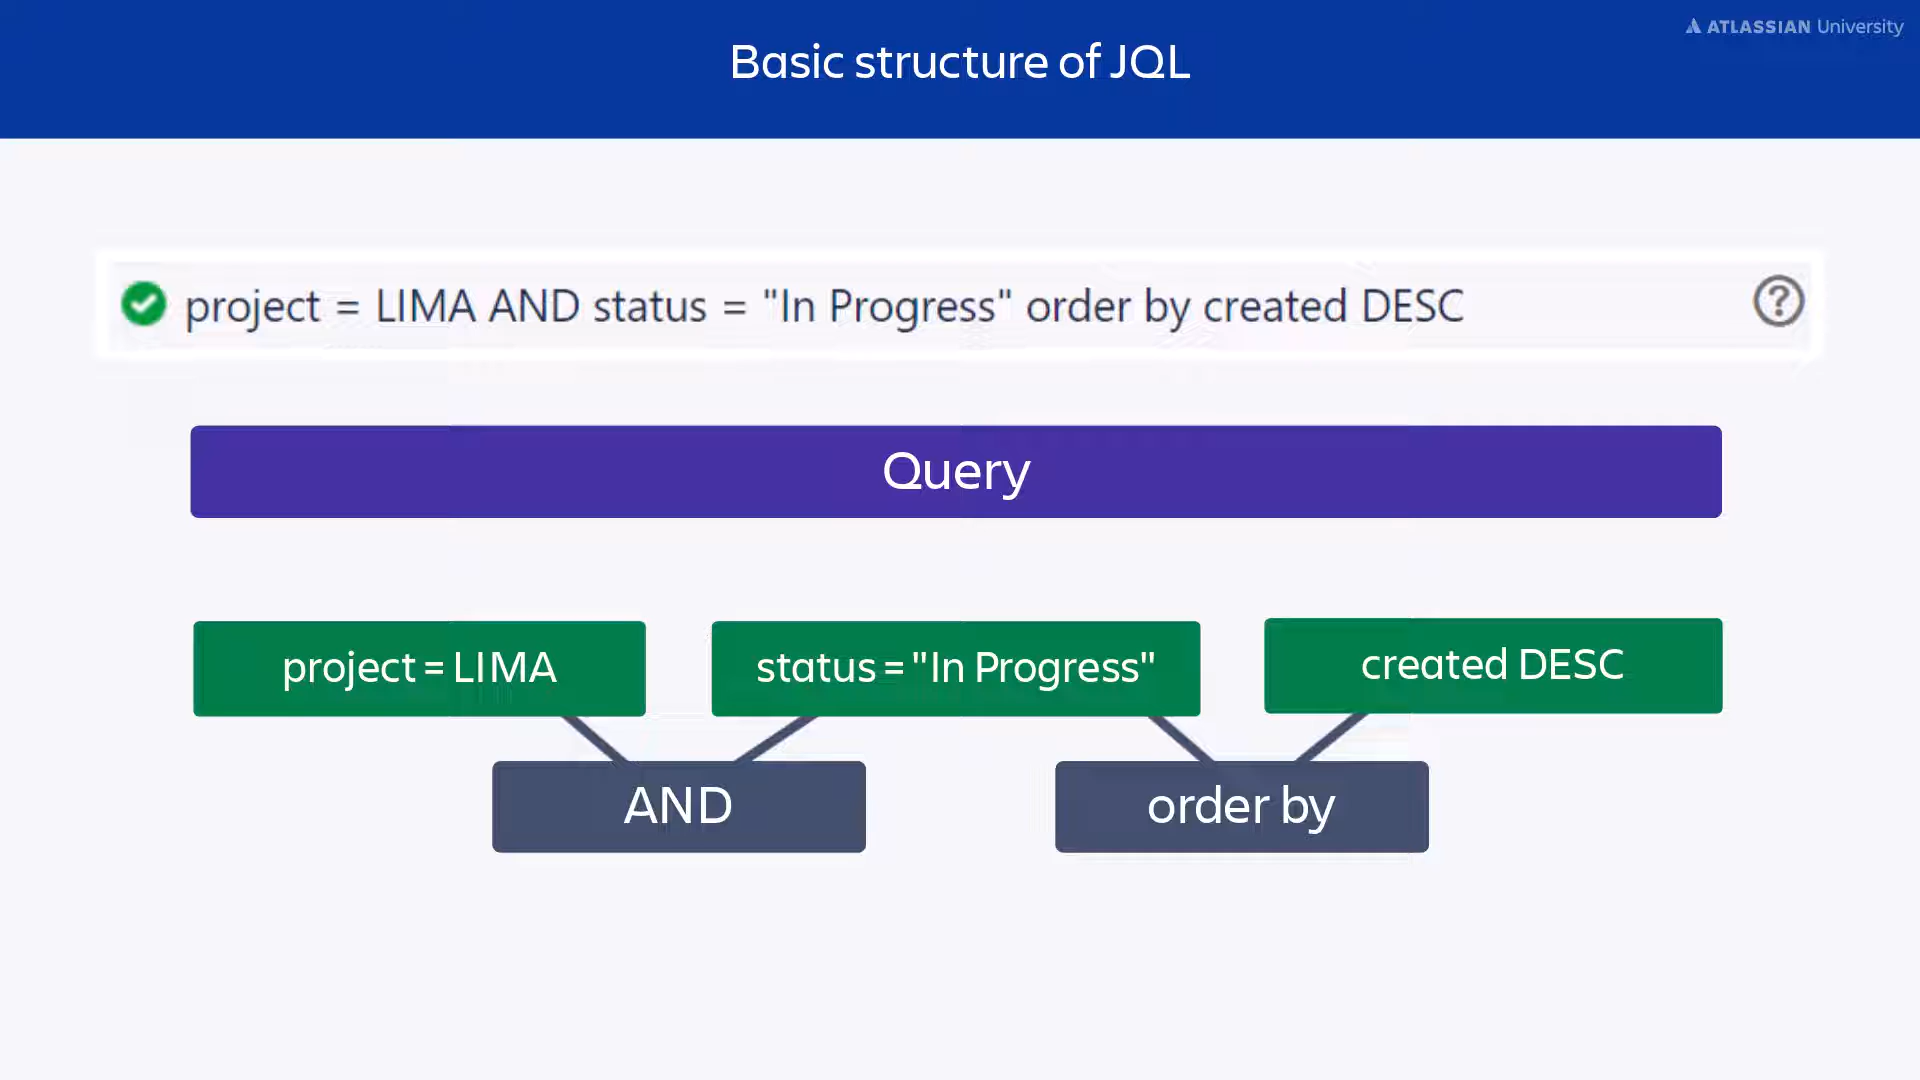 ATLASSIAN University
Basic structure of JQL
project = LIMA AND status = "In Progress" order by created DESC
?
Query
project = LIMA
status = "In Progress"
created DESC
AND
order by